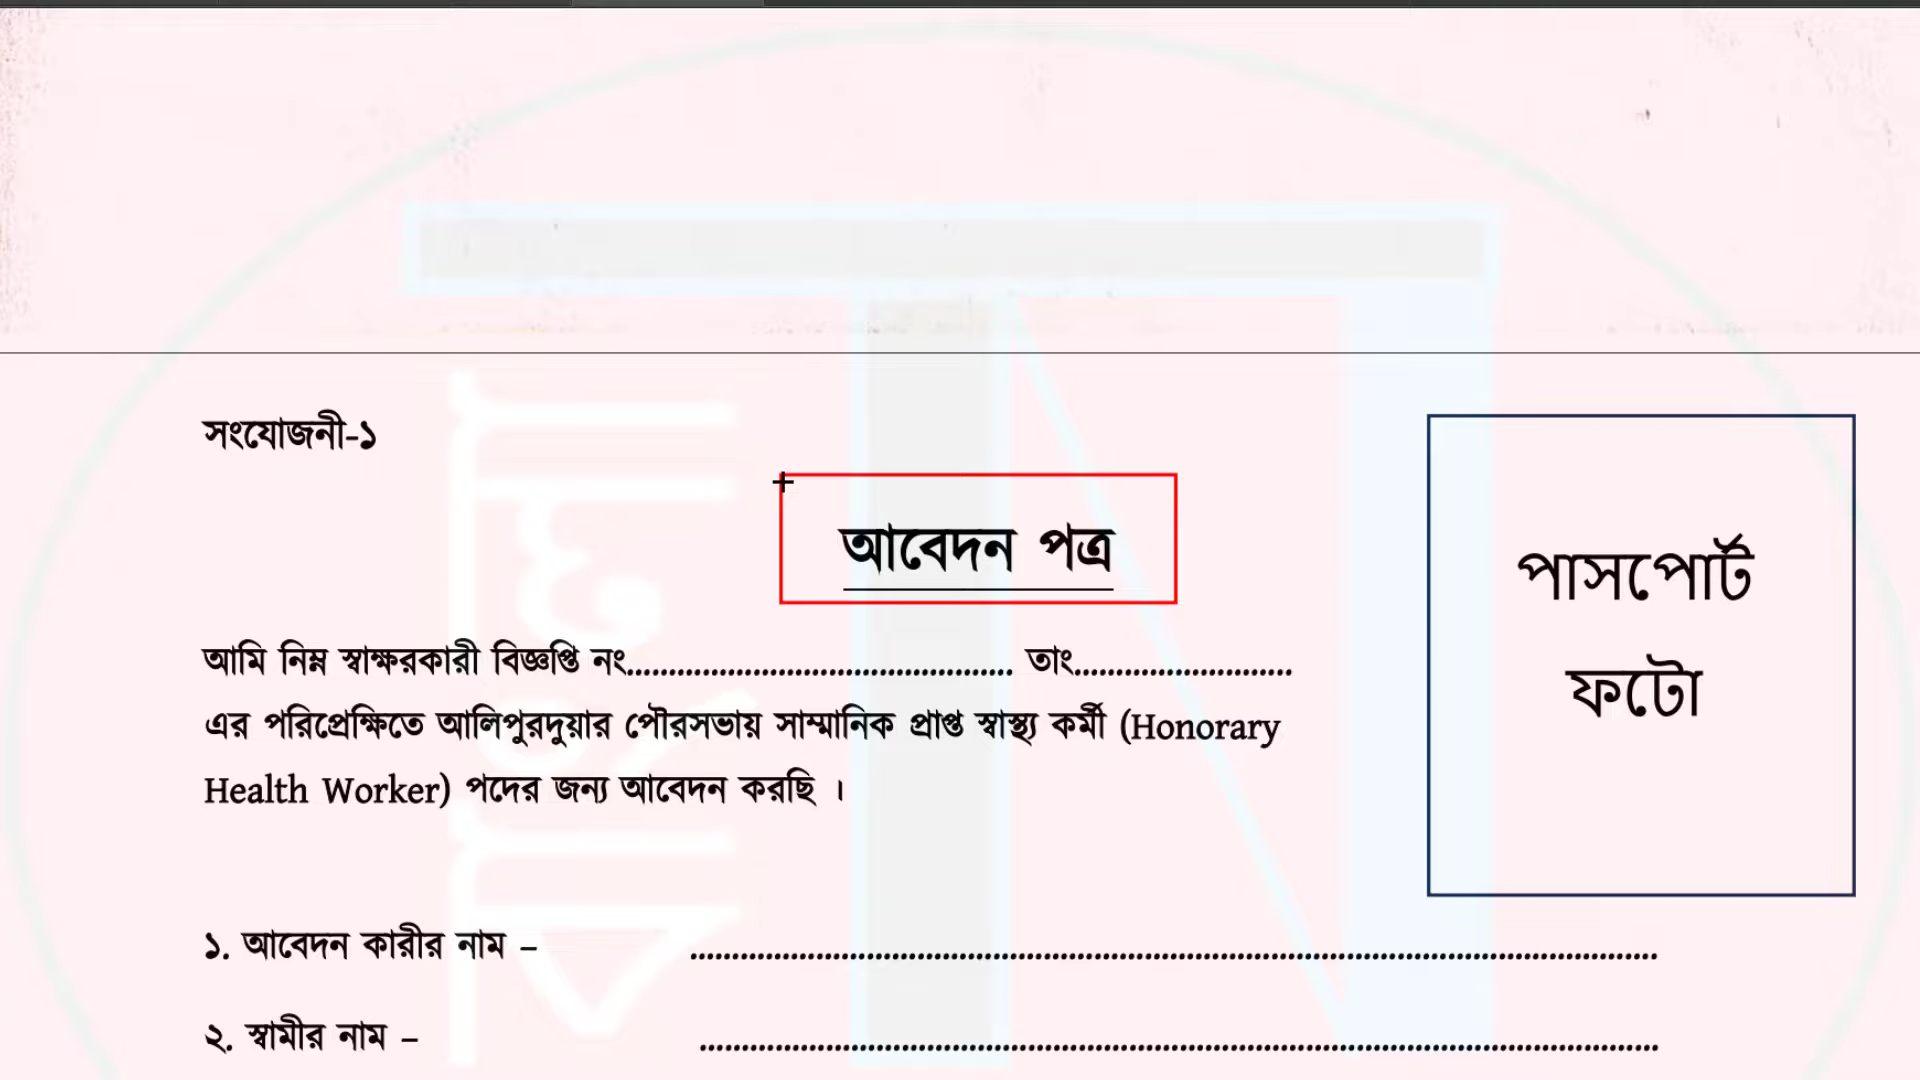 সংযোজনী-১
আবেদন পত্র
পাসপোর্ট
ফটো
আমি নিম্ন স্বাক্ষরকারী বিজ্ঞপ্তি নং.............................................. তাং..........................
এর পরিপ্রেক্ষিতে আলিপুরদুয়ার পৌরসভায় সাম্মানিক প্রাপ্ত স্বাস্থ্য কর্মী (Honorary
Health Worker) পদের জন্য আবেদন করছি ।
১. আবেদন কারীর নাম – ....................................................................................................................
২. স্বামীর নাম – ...................................................................................................................
বাংলা